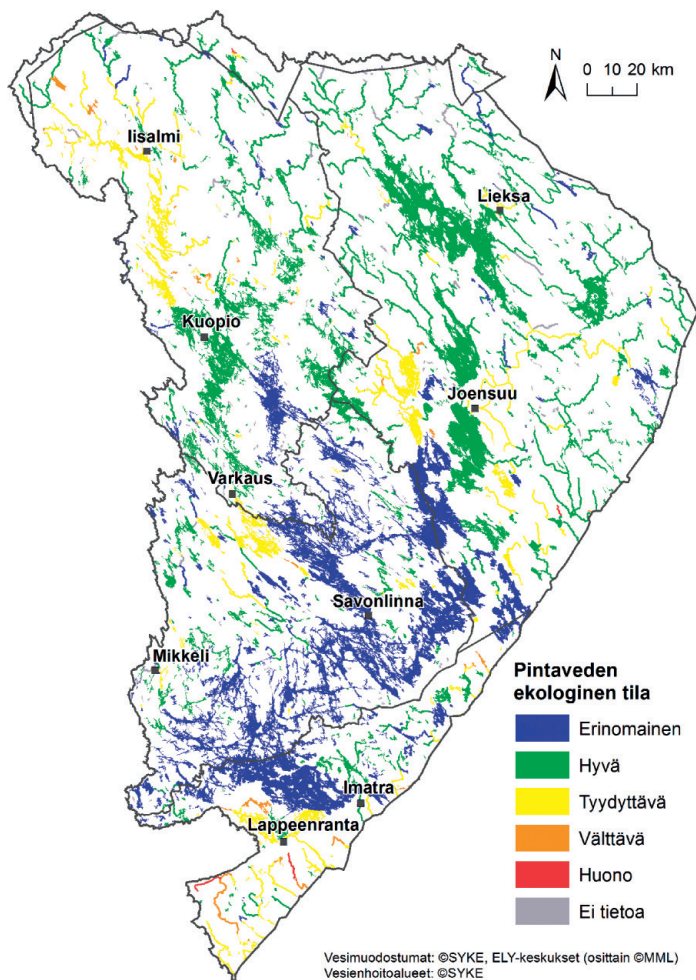 N
0 10 20 km
Iisalmi
Lieksa
Kuopio
Joensuu
Varkaus
Savonlinna
Mikkeli
Imatra
Lappeenranta
Pintaveden
ekologinen tila
Erinomainen
Hyvä
Tyydyttävä
Välttävä
Huono
Ei tietoa
Vesimuodostumat: ©SYKE, ELY-keskukset (osittain ©MML)
Vesienhoitoalueet: ©SYKE